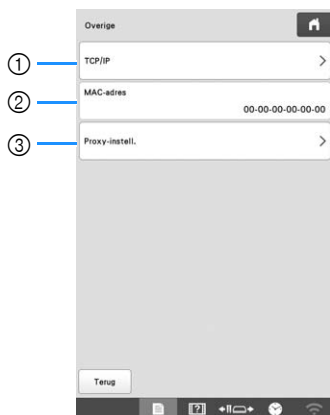 Overige
① TCP/IP
② MAC-adres
00-00-00-00-00-00
③ Proxy-instell.
Terug